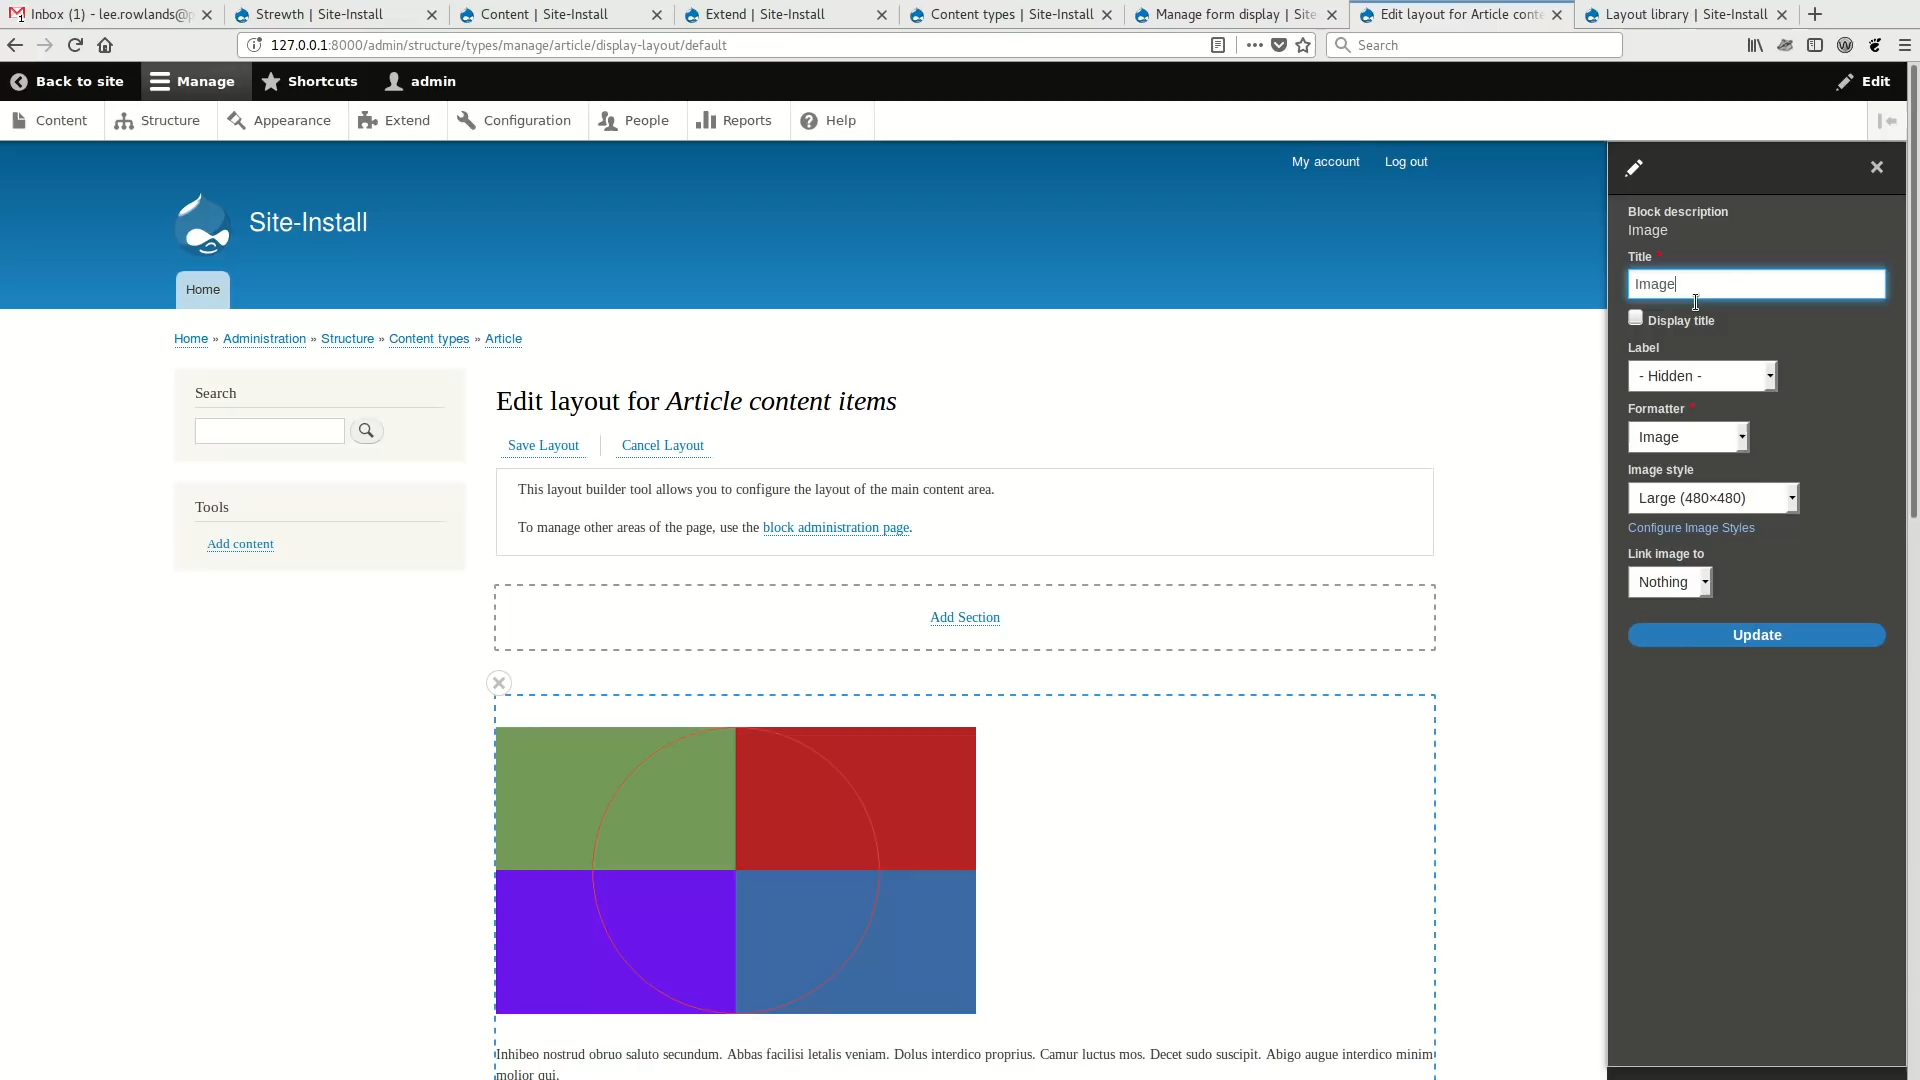 Inbox (1) - lee.rowlands@p
Strewth | Site-Install
Content | Site-Install
Extend | Site-Install
Content types | Site-Install
Manage form display | Site
Edit layout for Article conte
Layout library | Site-Install
127.0.0.1:8000/admin/structure/types/manage/article/display-layout/default
Search
Back to site
Manage
Shortcuts
admin
Edit
Content
Structure
Appearance
Extend
Configuration
People
Reports
Help
My account
Log out
Site-Install
Home
Home » Administration » Structure » Content types » Article
Search
Tools
Add content
Edit layout for Article content items
Save Layout
Cancel Layout
This layout builder tool allows you to configure the layout of the main content area.
To manage other areas of the page, use the block administration page.
Add Section
Inhibeo nostrud obruo saluto secundum. Abbas facilisi letalis veniam. Dolus interdico proprius. Camur luctus mos. Decet sudo suscipit. Abigo augue interdico minim
molior qui.
Block description
Image
Title *
Image
Display title
Label
- Hidden -
Formatter *
Image
Image style
Large (480×480)
Configure Image Styles
Link image to
Nothing
Update